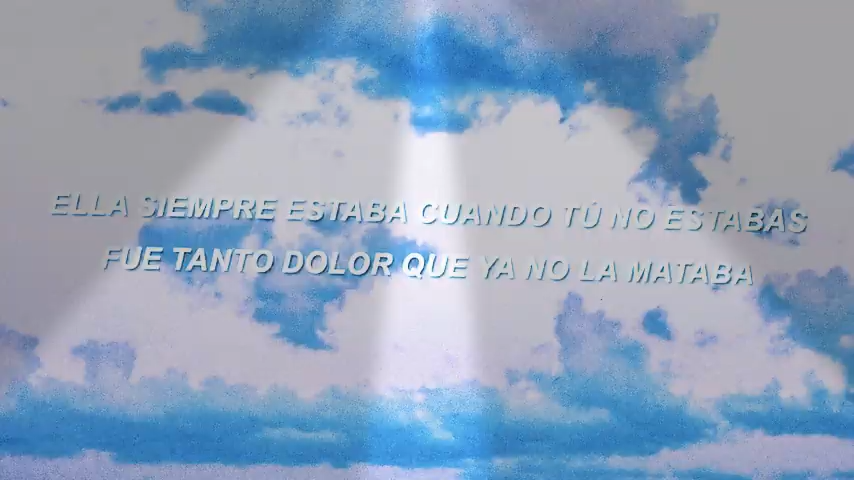 ELLA SIEMPRE ESTABA CUANDO TÚ NO ESTABAS
FUE TANTO DOLOR QUE YA NO LA MATABA